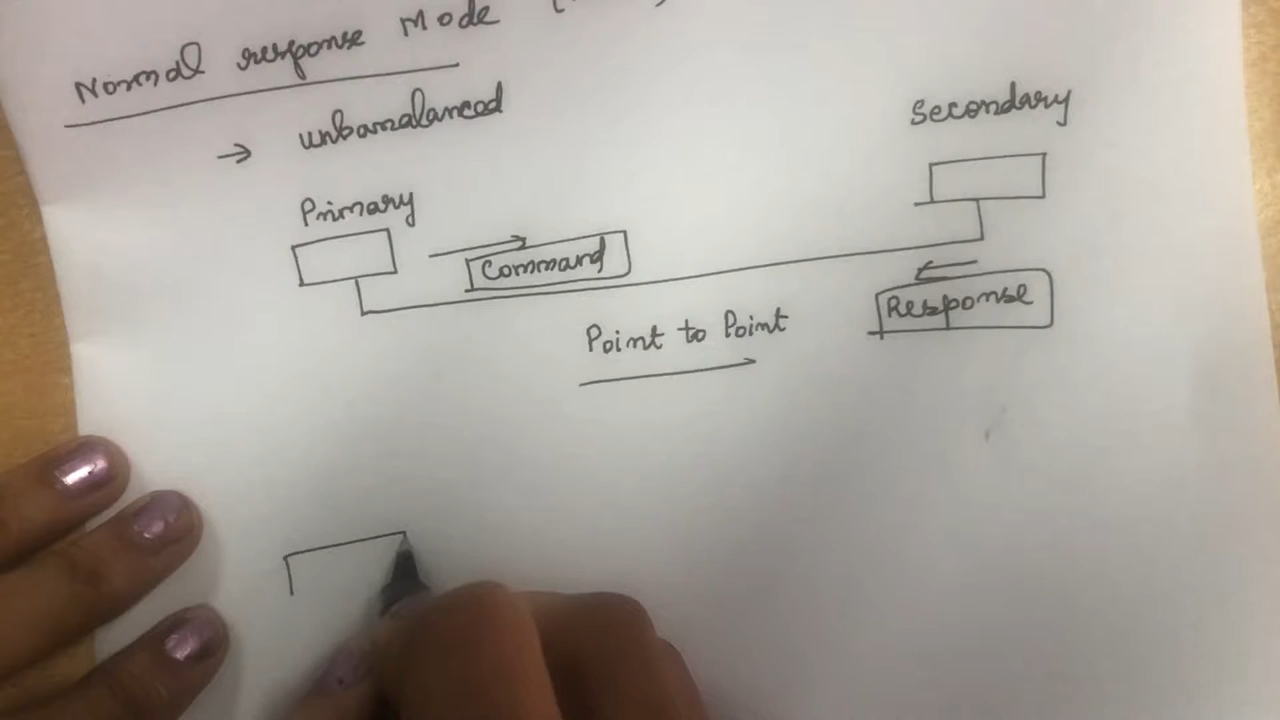 Normal response Mode (
→ unbamalanced
Secondary
Primary
Command
Response
Point to Point